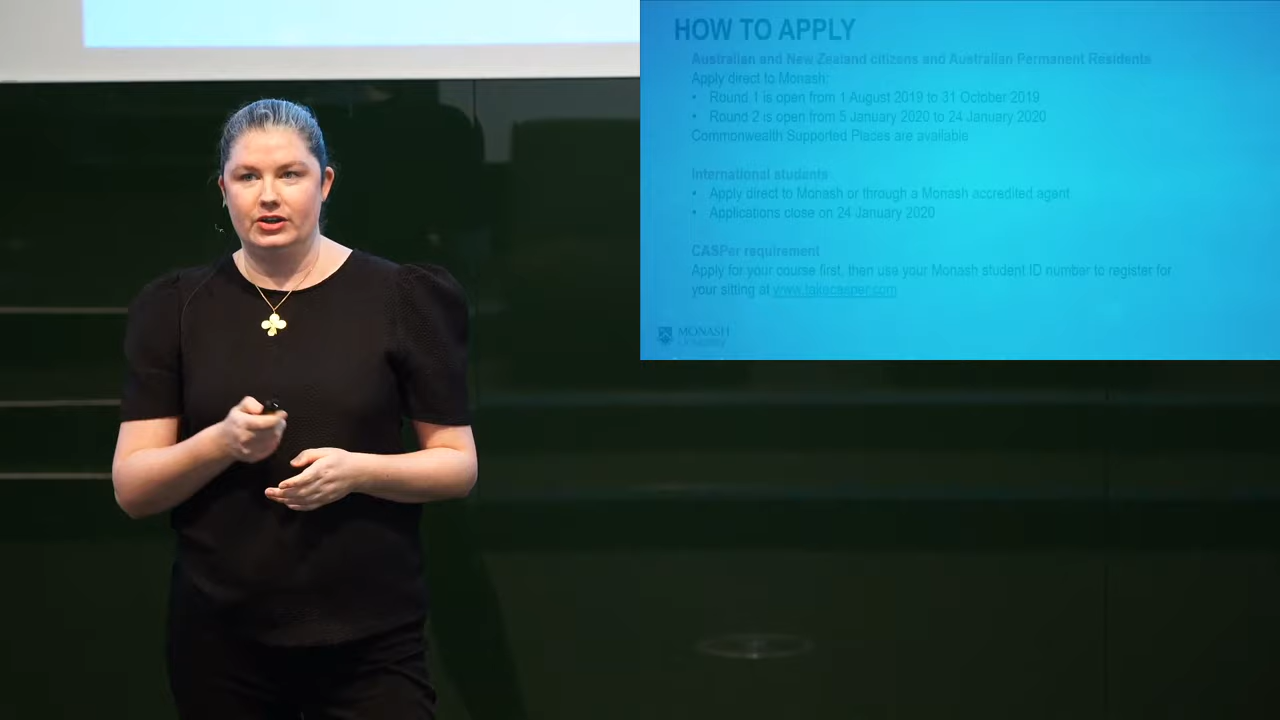 HOW TO APPLY
Australian and New Zealand citizens and Australian Permanent Residents
Apply direct to Monash:
• Round 1 is open from 1 August 2019 to 31 October 2019
• Round 2 is open from 5 January 2020 to 24 January 2020
Commonwealth Supported Places are available
International students
• Apply direct to Monash or through a Monash accredited agent
• Applications close on 24 January 2020
CASPer requirement
Apply for your course first, then use your Monash student ID number to register for
your sitting at www.takecasper.com
MONASH